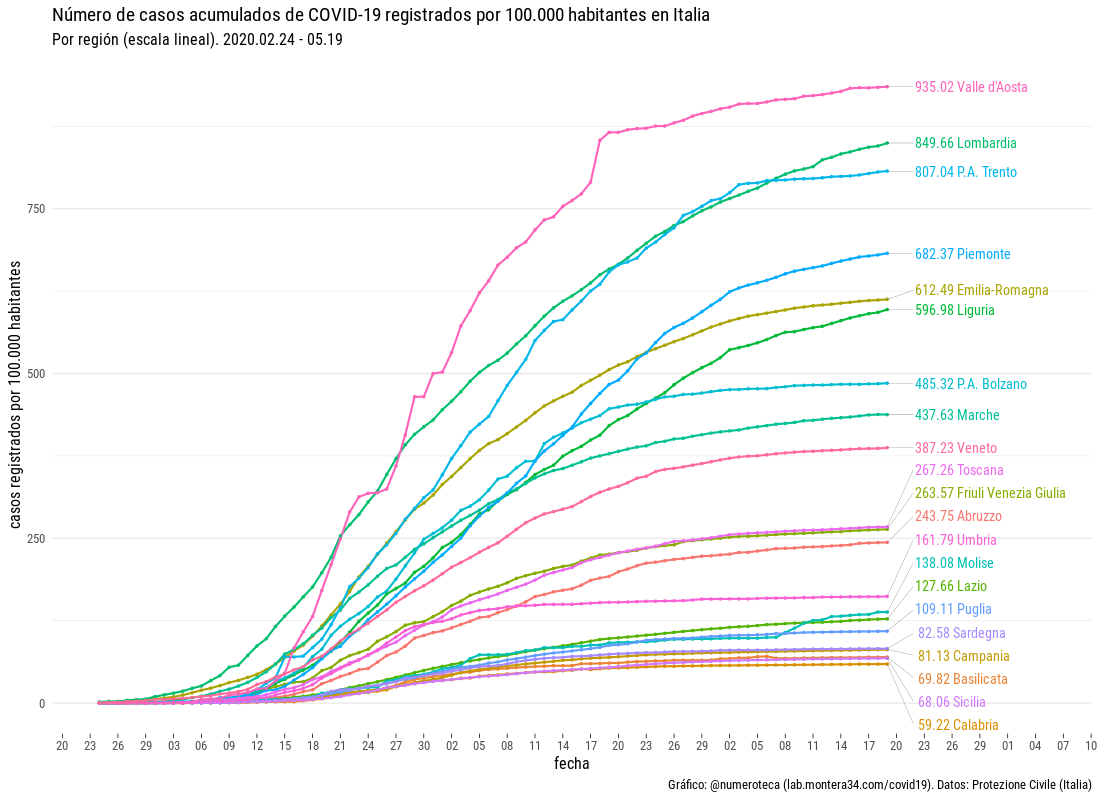 Número de casos acumulados de COVID-19 registrados por 100.000 habitantes en Italia
Por región (escala lineal). 2020.02.24 - 05.19
casos registrados por 100.000 habitantes
750
500
250
0
935.02 Valle d'Aosta
849.66 Lombardia
807.04 P.A. Trento
682.37 Piemonte
612.49 Emilia-Romagna
596.98 Liguria
485.32 P.A. Bolzano
437.63 Marche
387.23 Veneto
267.26 Toscana
263.57 Friuli Venezia Giulia
243.75 Abruzzo
161.79 Umbria
138.08 Molise
127.66 Lazio
109.11 Puglia
82.58 Sardegna
81.13 Campania
69.82 Basilicata
68.06 Sicilia
59.22 Calabria
20 23 26 29 03 06 09 12 15 18 21 24 27 30 02 05 08 11 14 17 20 23 26 29 02 05 08 11 14 17 20 23 26 29 01 04 07 10
fecha
Gráfico: @numeroteca (lab.montera34.com/covid19). Datos: Protezione Civile (Italia)